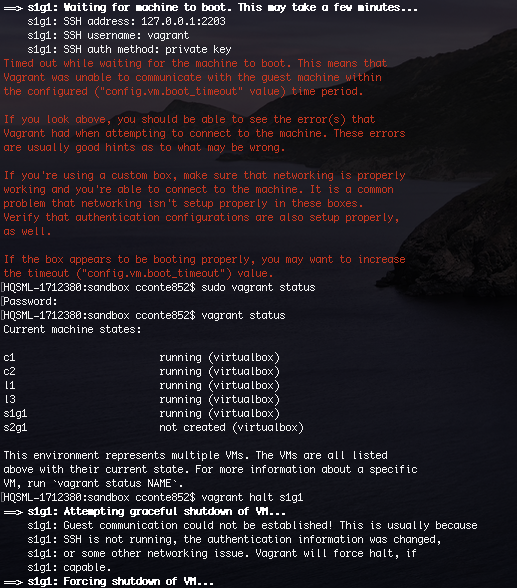 ==> s1g1: Waiting for machine to boot. This may take a few minutes...
s1g1: SSH address: 127.0.0.1:2203
s1g1: SSH username: vagrant
s1g1: SSH auth method: private key
Timed out while waiting for the machine to boot. This means that
Vagrant was unable to communicate with the guest machine within
the configured ("config.vm.boot_timeout" value) time period.
If you look above, you should be able to see the error(s) that
Vagrant had when attempting to connect to the machine. These errors
are usually good hints as to what may be wrong.
If you're using a custom box, make sure that networking is properly
working and you're able to connect to the machine. It is a common
problem that networking isn't setup properly in these boxes.
Verify that authentication configurations are also setup properly,
as well.
If the box appears to be booting properly, you may want to increase
the timeout ("config.vm.boot_timeout") value.
[HQSML-1712380:sandbox cconte852$ sudo vagrant status
[Password:
[HQSML-1712380:sandbox cconte852$ vagrant status
Current machine states:
c1 running (virtualbox)
c2 running (virtualbox)
l1 running (virtualbox)
l3 running (virtualbox)
s1g1 running (virtualbox)
s2g1 not created (virtualbox)
This environment represents multiple VMs. The VMs are all listed
above with their current state. For more information about a specific
VM, run `vagrant status NAME`.
[HQSML-1712380:sandbox cconte852$ vagrant halt s1g1
==> s1g1: Attempting graceful shutdown of VM...
s1g1: Guest communication could not be established! This is usually because
s1g1: SSH is not running, the authentication information was changed,
s1g1: or some other networking issue. Vagrant will force halt, if
s1g1: capable.
==> s1g1: Forcing shutdown of VM...